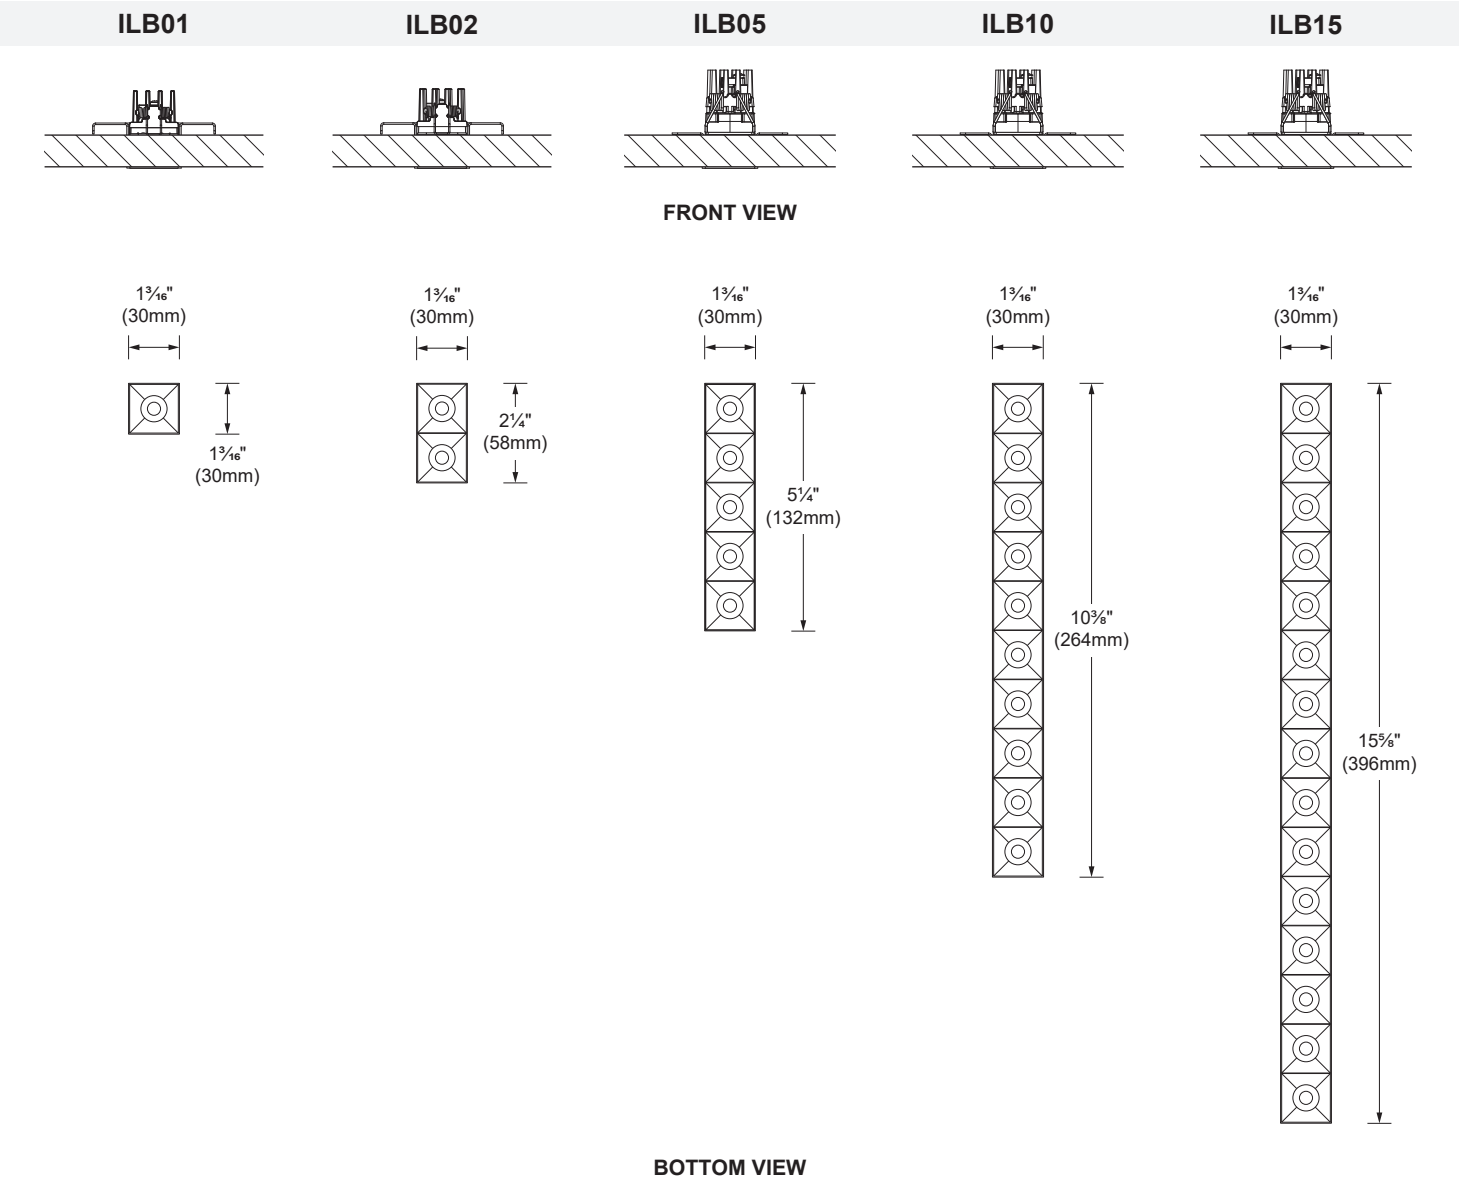 ILB01 ILB02 ILB05 ILB10 ILB15
FRONT VIEW
1³⁄₁₆" 1³⁄₁₆" 1³⁄₁₆" 1³⁄₁₆" 1³⁄₁₆"
(30mm) (30mm) (30mm) (30mm) (30mm)
1³⁄₁₆"
(30mm)
2¼"
(58mm)
5¼"
(132mm)
10⅜"
(264mm)
15⅝"
(396mm)
BOTTOM VIEW